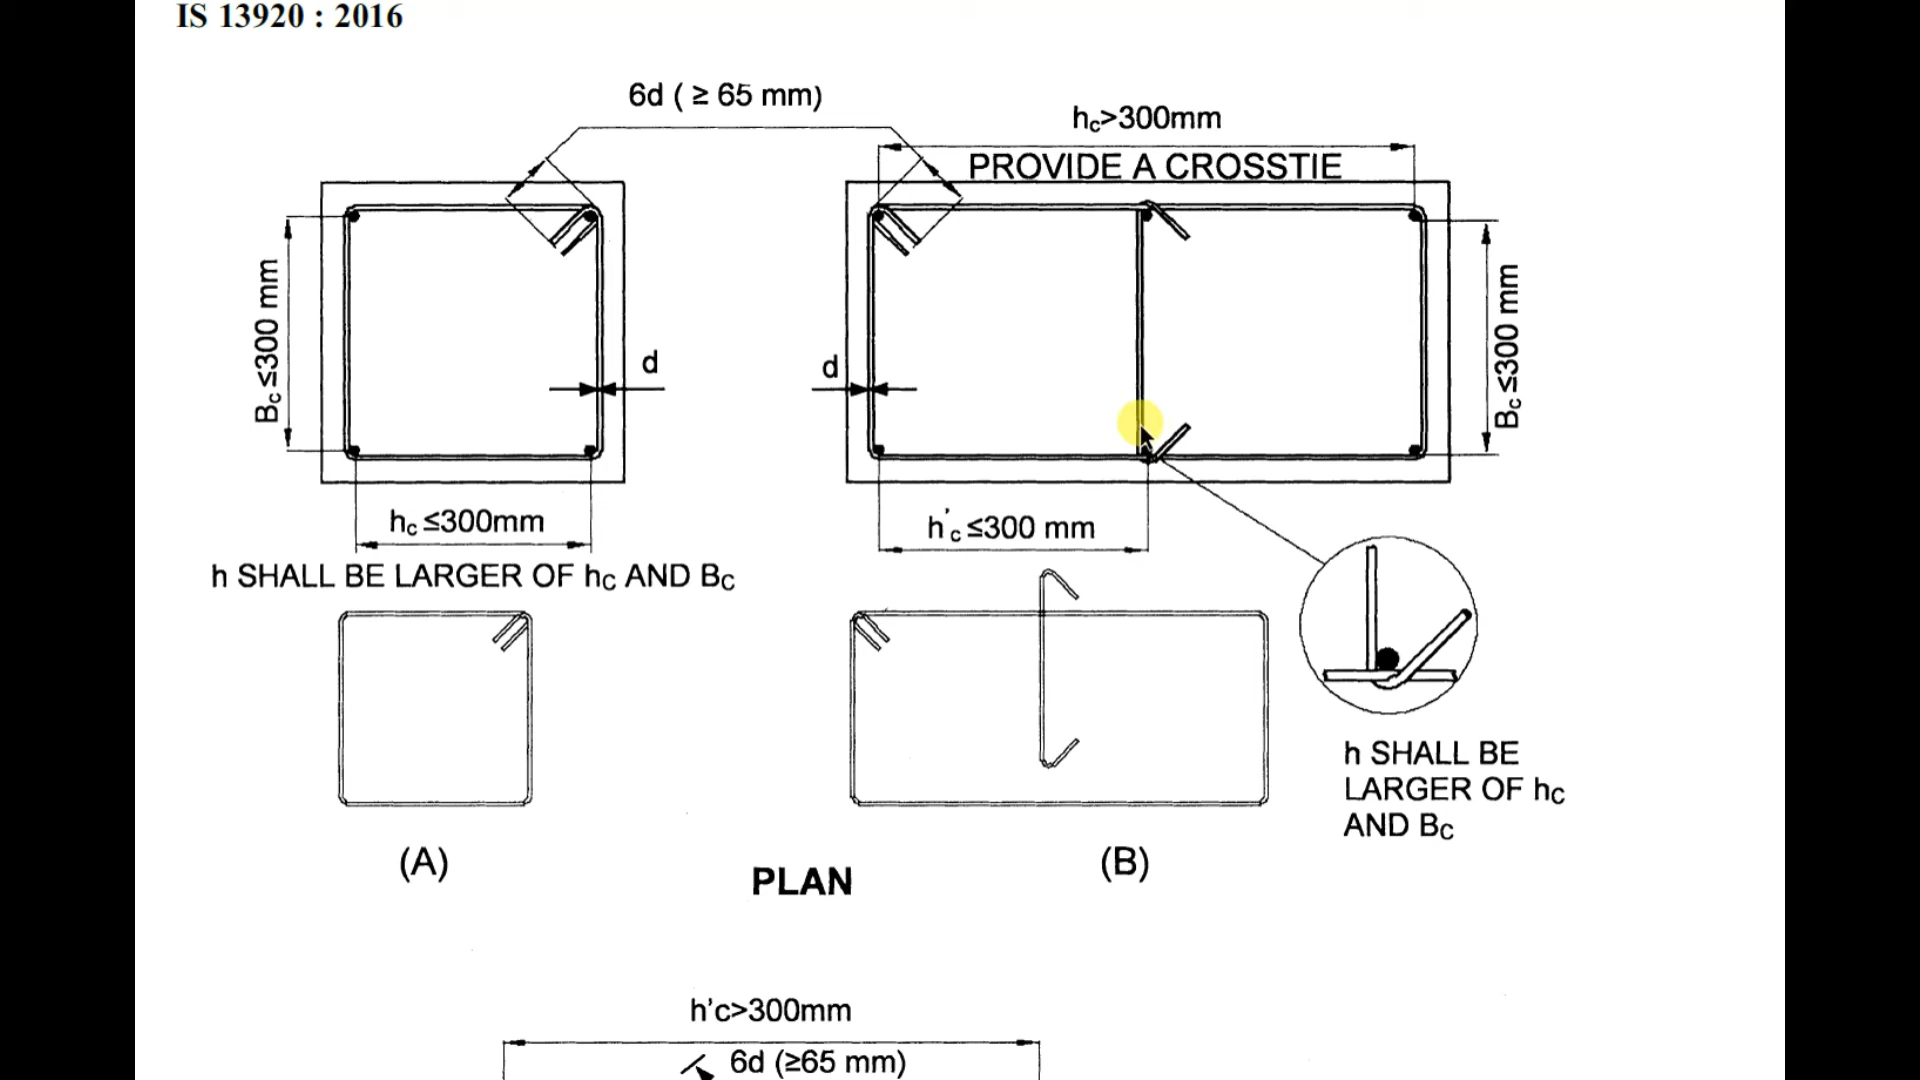 IS 13920 : 2016
6d ( ≥ 65 mm)
hc>300mm
PROVIDE A CROSSTIE
Bc ≤300 mm
d
d
Bc ≤300 mm
hc ≤300mm
h'c ≤300 mm
h SHALL BE LARGER OF hc AND Bc
h SHALL BE
LARGER OF hc
AND Bc
(A)
(B)
PLAN
h'c>300mm
6d (≥65 mm)